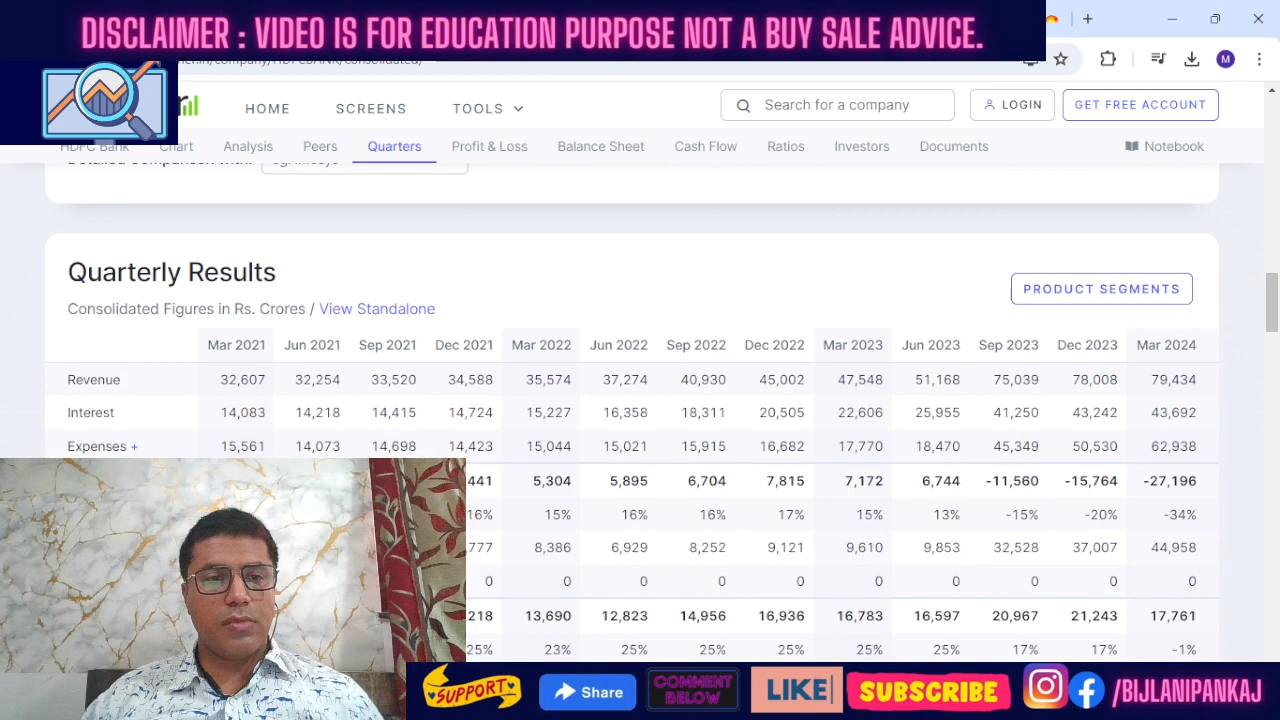 DISCLAIMER : VIDEO IS FOR EDUCATION PURPOSE NOT A BUY SALE ADVICE.
HOME SCREENS TOOLS Search for a company LOGIN GET FREE ACCOUNT
HDFC Bank Chart Analysis Peers Quarters Profit & Loss Balance Sheet Cash Flow Ratios Investors Documents Notebook
Quarterly Results
PRODUCT SEGMENTS
Consolidated Figures in Rs. Crores / View Standalone
Mar 2021 Jun 2021 Sep 2021 Dec 2021 Mar 2022 Jun 2022 Sep 2022 Dec 2022 Mar 2023 Jun 2023 Sep 2023 Dec 2023 Mar 2024
Revenue 32,607 32,254 33,520 34,588 35,574 37,274 40,930 45,002 47,548 51,168 75,039 78,008 79,434
Interest 14,083 14,218 14,415 14,724 15,227 16,358 18,311 20,505 22,606 25,955 41,250 43,242 43,692
Expenses + 15,561 14,073 14,698 14,423 15,044 15,021 15,915 16,682 17,770 18,470 45,349 50,530 62,938
441 5,304 5,895 6,704 7,815 7,172 6,744 -11,560 -15,764 -27,196
16% 15% 16% 16% 17% 15% 13% -15% -20% -34%
777 8,386 6,929 8,252 9,121 9,610 9,853 32,528 37,007 44,958
0 0 0 0 0 0 0 0 0 0
218 13,690 12,823 14,956 16,936 16,783 16,597 20,967 21,243 17,761
25% 23% 25% 25% 25% 25% 25% 17% 17% -1%
SUPPORT Share COMMENT BELOW LIKE SUBSCRIBE /BIJLANIPANKAJ